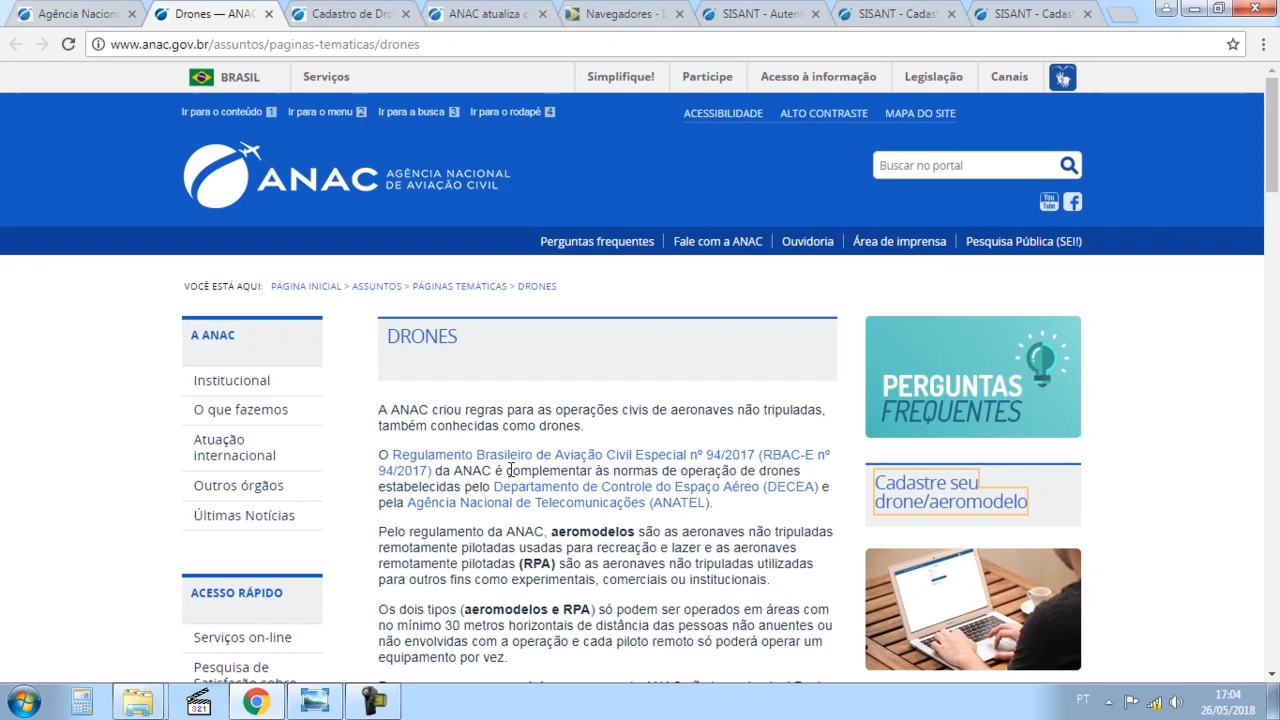 Agência Nacion
Drones — ANAC
Cadastro de Dro
ANAC atualiza c
Navegadores -
SISANT - Auten
SISANT - Cadas
SISANT - Cadas
www.anac.gov.br/assuntos/paginas-tematicas/drones
BRASIL
Serviços
Simplifique!
Participe
Acesso à informação
Legislação
Canais
Ir para o conteúdo 1
Ir para o menu 2
Ir para a busca 3
Ir para o rodapé 4
ACESSIBILIDADE
ALTO CONTRASTE
MAPA DO SITE
ANAC
AGÊNCIA NACIONAL
DE AVIAÇÃO CIVIL
Buscar no portal
You
Tube
Perguntas frequentes
Fale com a ANAC
Ouvidoria
Área de imprensa
Pesquisa Pública (SEI!)
VOCÊ ESTÁ AQUI: PÁGINA INICIAL > ASSUNTOS > PÁGINAS TEMÁTICAS > DRONES
A ANAC
Institucional
O que fazemos
Atuação
internacional
Outros órgãos
Últimas Notícias
ACESSO RÁPIDO
Serviços on-line
Pesquisa de
Satisfação sobre
DRONES
A ANAC criou regras para as operações civis de aeronaves não tripuladas,
também conhecidas como drones.
O Regulamento Brasileiro de Aviação Civil Especial nº 94/2017 (RBAC-E nº
94/2017) da ANAC é complementar às normas de operação de drones
estabelecidas pelo Departamento de Controle do Espaço Aéreo (DECEA) e
pela Agência Nacional de Telecomunicações (ANATEL).
Pelo regulamento da ANAC, aeromodelos são as aeronaves não tripuladas
remotamente pilotadas usadas para recreação e lazer e as aeronaves
remotamente pilotadas (RPA) são as aeronaves não tripuladas utilizadas
para outros fins como experimentais, comerciais ou institucionais.
Os dois tipos (aeromodelos e RPA) só podem ser operados em áreas com
no mínimo 30 metros horizontais de distância das pessoas não anuentes ou
não envolvidas com a operação e cada piloto remoto só poderá operar um
equipamento por vez.
PERGUNTAS
FREQUENTES
Cadastre seu
drone/aeromodelo
321
PT
17:04
26/05/2018